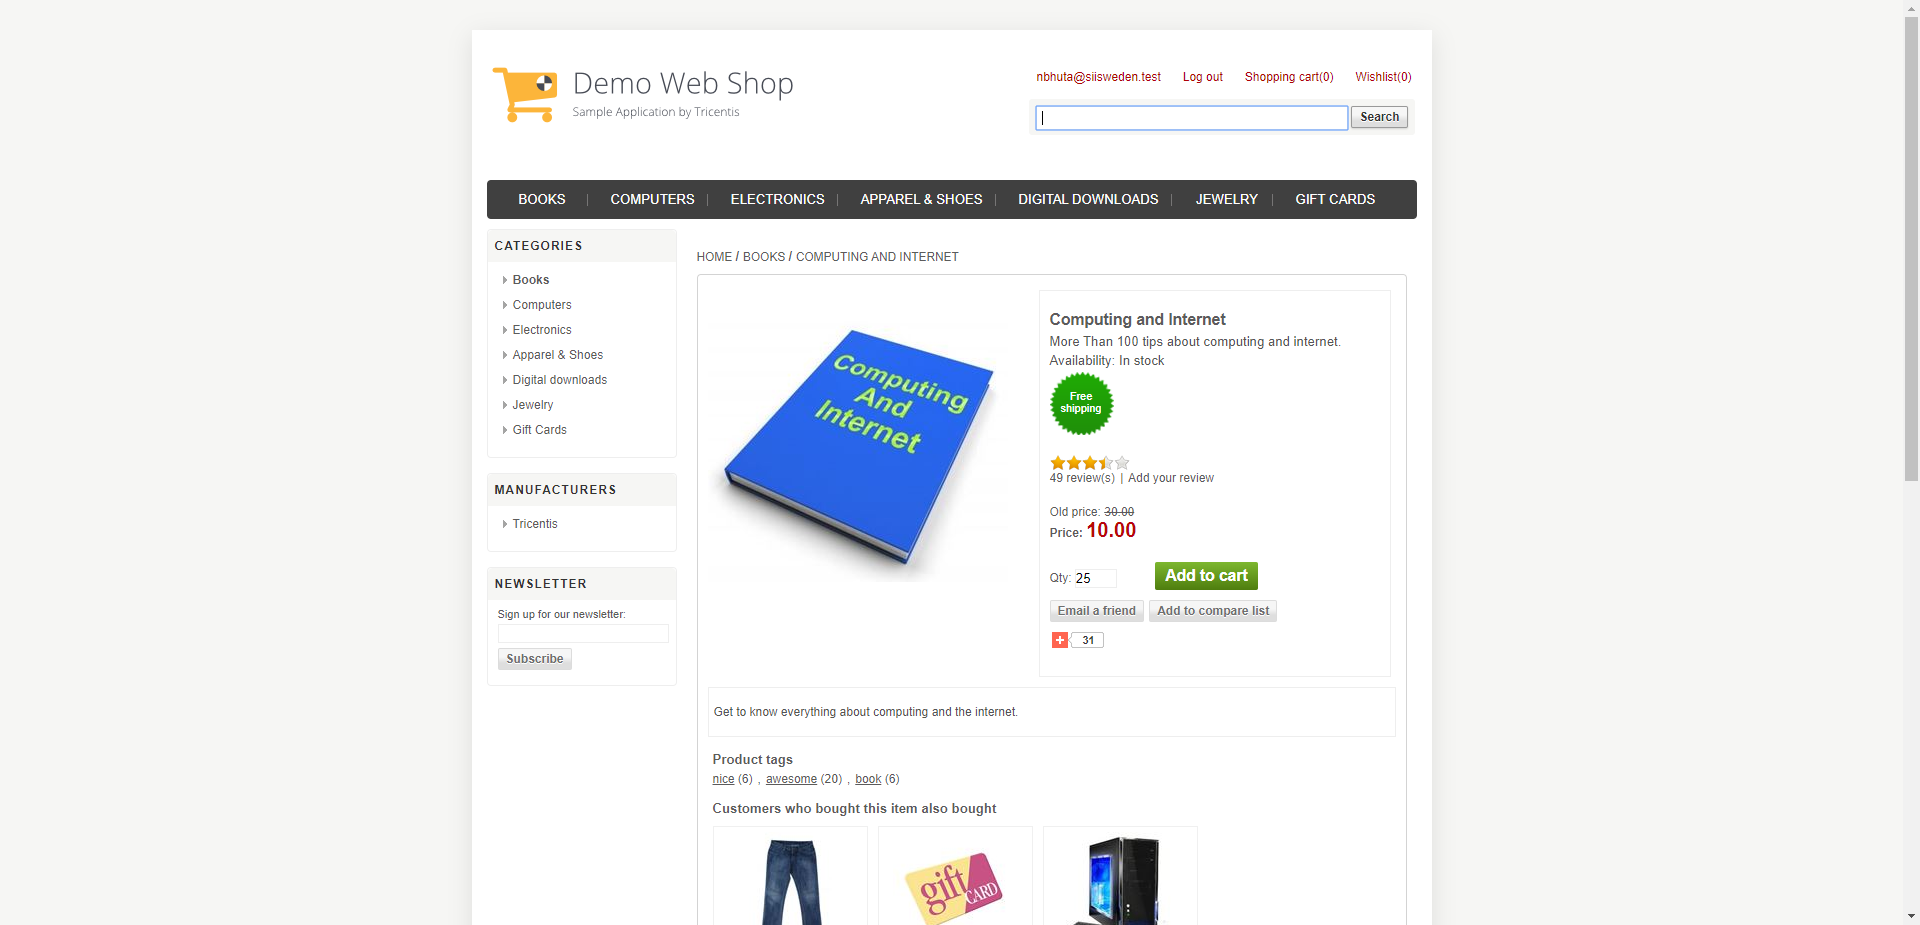 Demo Web Shop
Sample Application by Tricentis
nbhuta@siisweden.test Log out Shopping cart(0) Wishlist(0)
Search
BOOKS | COMPUTERS | ELECTRONICS | APPAREL & SHOES | DIGITAL DOWNLOADS | JEWELRY | GIFT CARDS
CATEGORIES
Books
Computers
Electronics
Apparel & Shoes
Digital downloads
Jewelry
Gift Cards
MANUFACTURERS
Tricentis
NEWSLETTER
Sign up for our newsletter:
Subscribe
HOME / BOOKS / COMPUTING AND INTERNET
Computing
And
Internet
Computing and Internet
More Than 100 tips about computing and internet.
Availability: In stock
Free
shipping
49 review(s) | Add your review
Old price: 30.00
Price: 10.00
Qty: 25 Add to cart
Email a friend Add to compare list
+ 31
Get to know everything about computing and the internet.
Product tags
nice (6) , awesome (20) , book (6)
Customers who bought this item also bought
gift
CARD